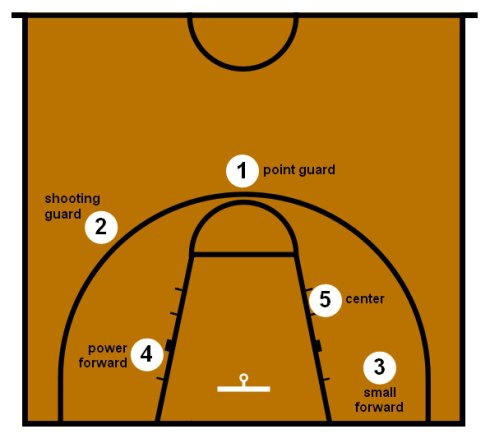 1 point guard
shooting
guard
2
5 center
power
forward
4
3
small
forward